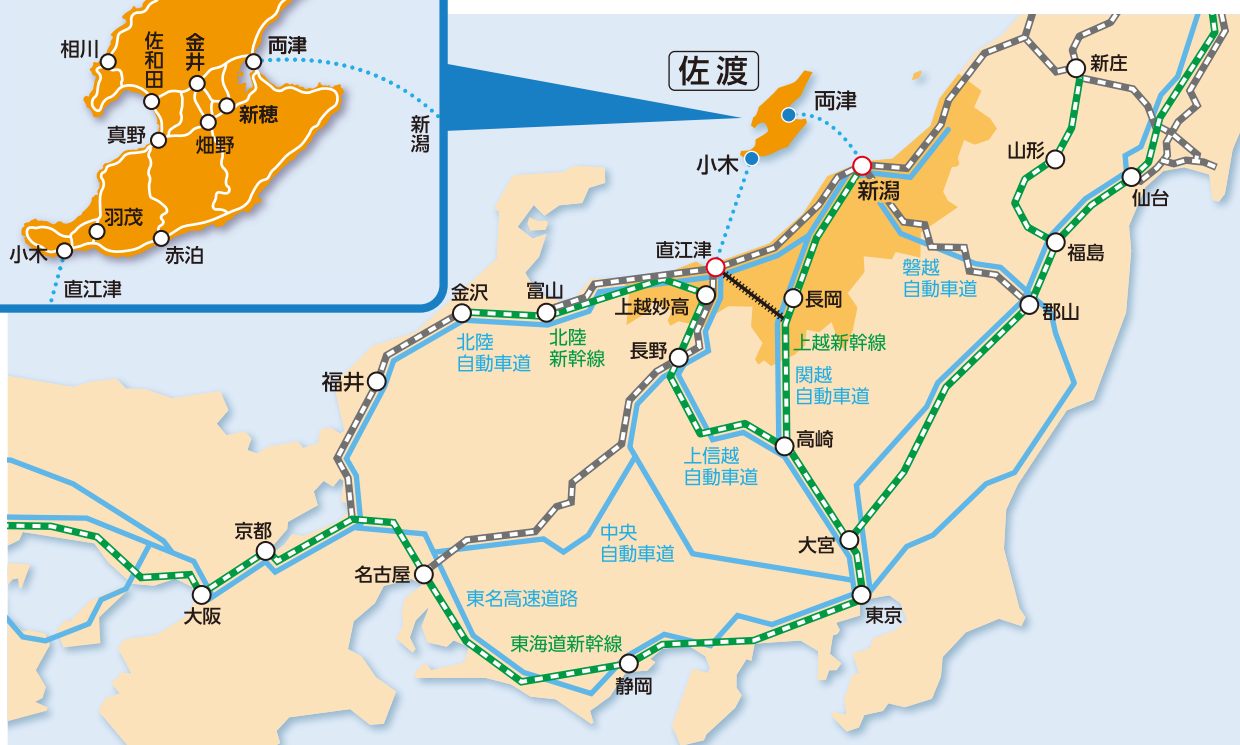 相川
佐和田
金井
両津
新穂
真野
畑野
新潟
羽茂
小木
赤泊
直江津
佐渡
両津
小木
新潟
新庄
山形
仙台
福島
磐越
自動車道
郡山
直江津
上越妙高
長岡
金沢
富山
北陸
自動車道
北陸
新幹線
長野
上越新幹線
関越
自動車道
福井
高崎
上信越
自動車道
中央
自動車道
大宮
京都
名古屋
大阪
東名高速道路
東京
東海道新幹線
静岡